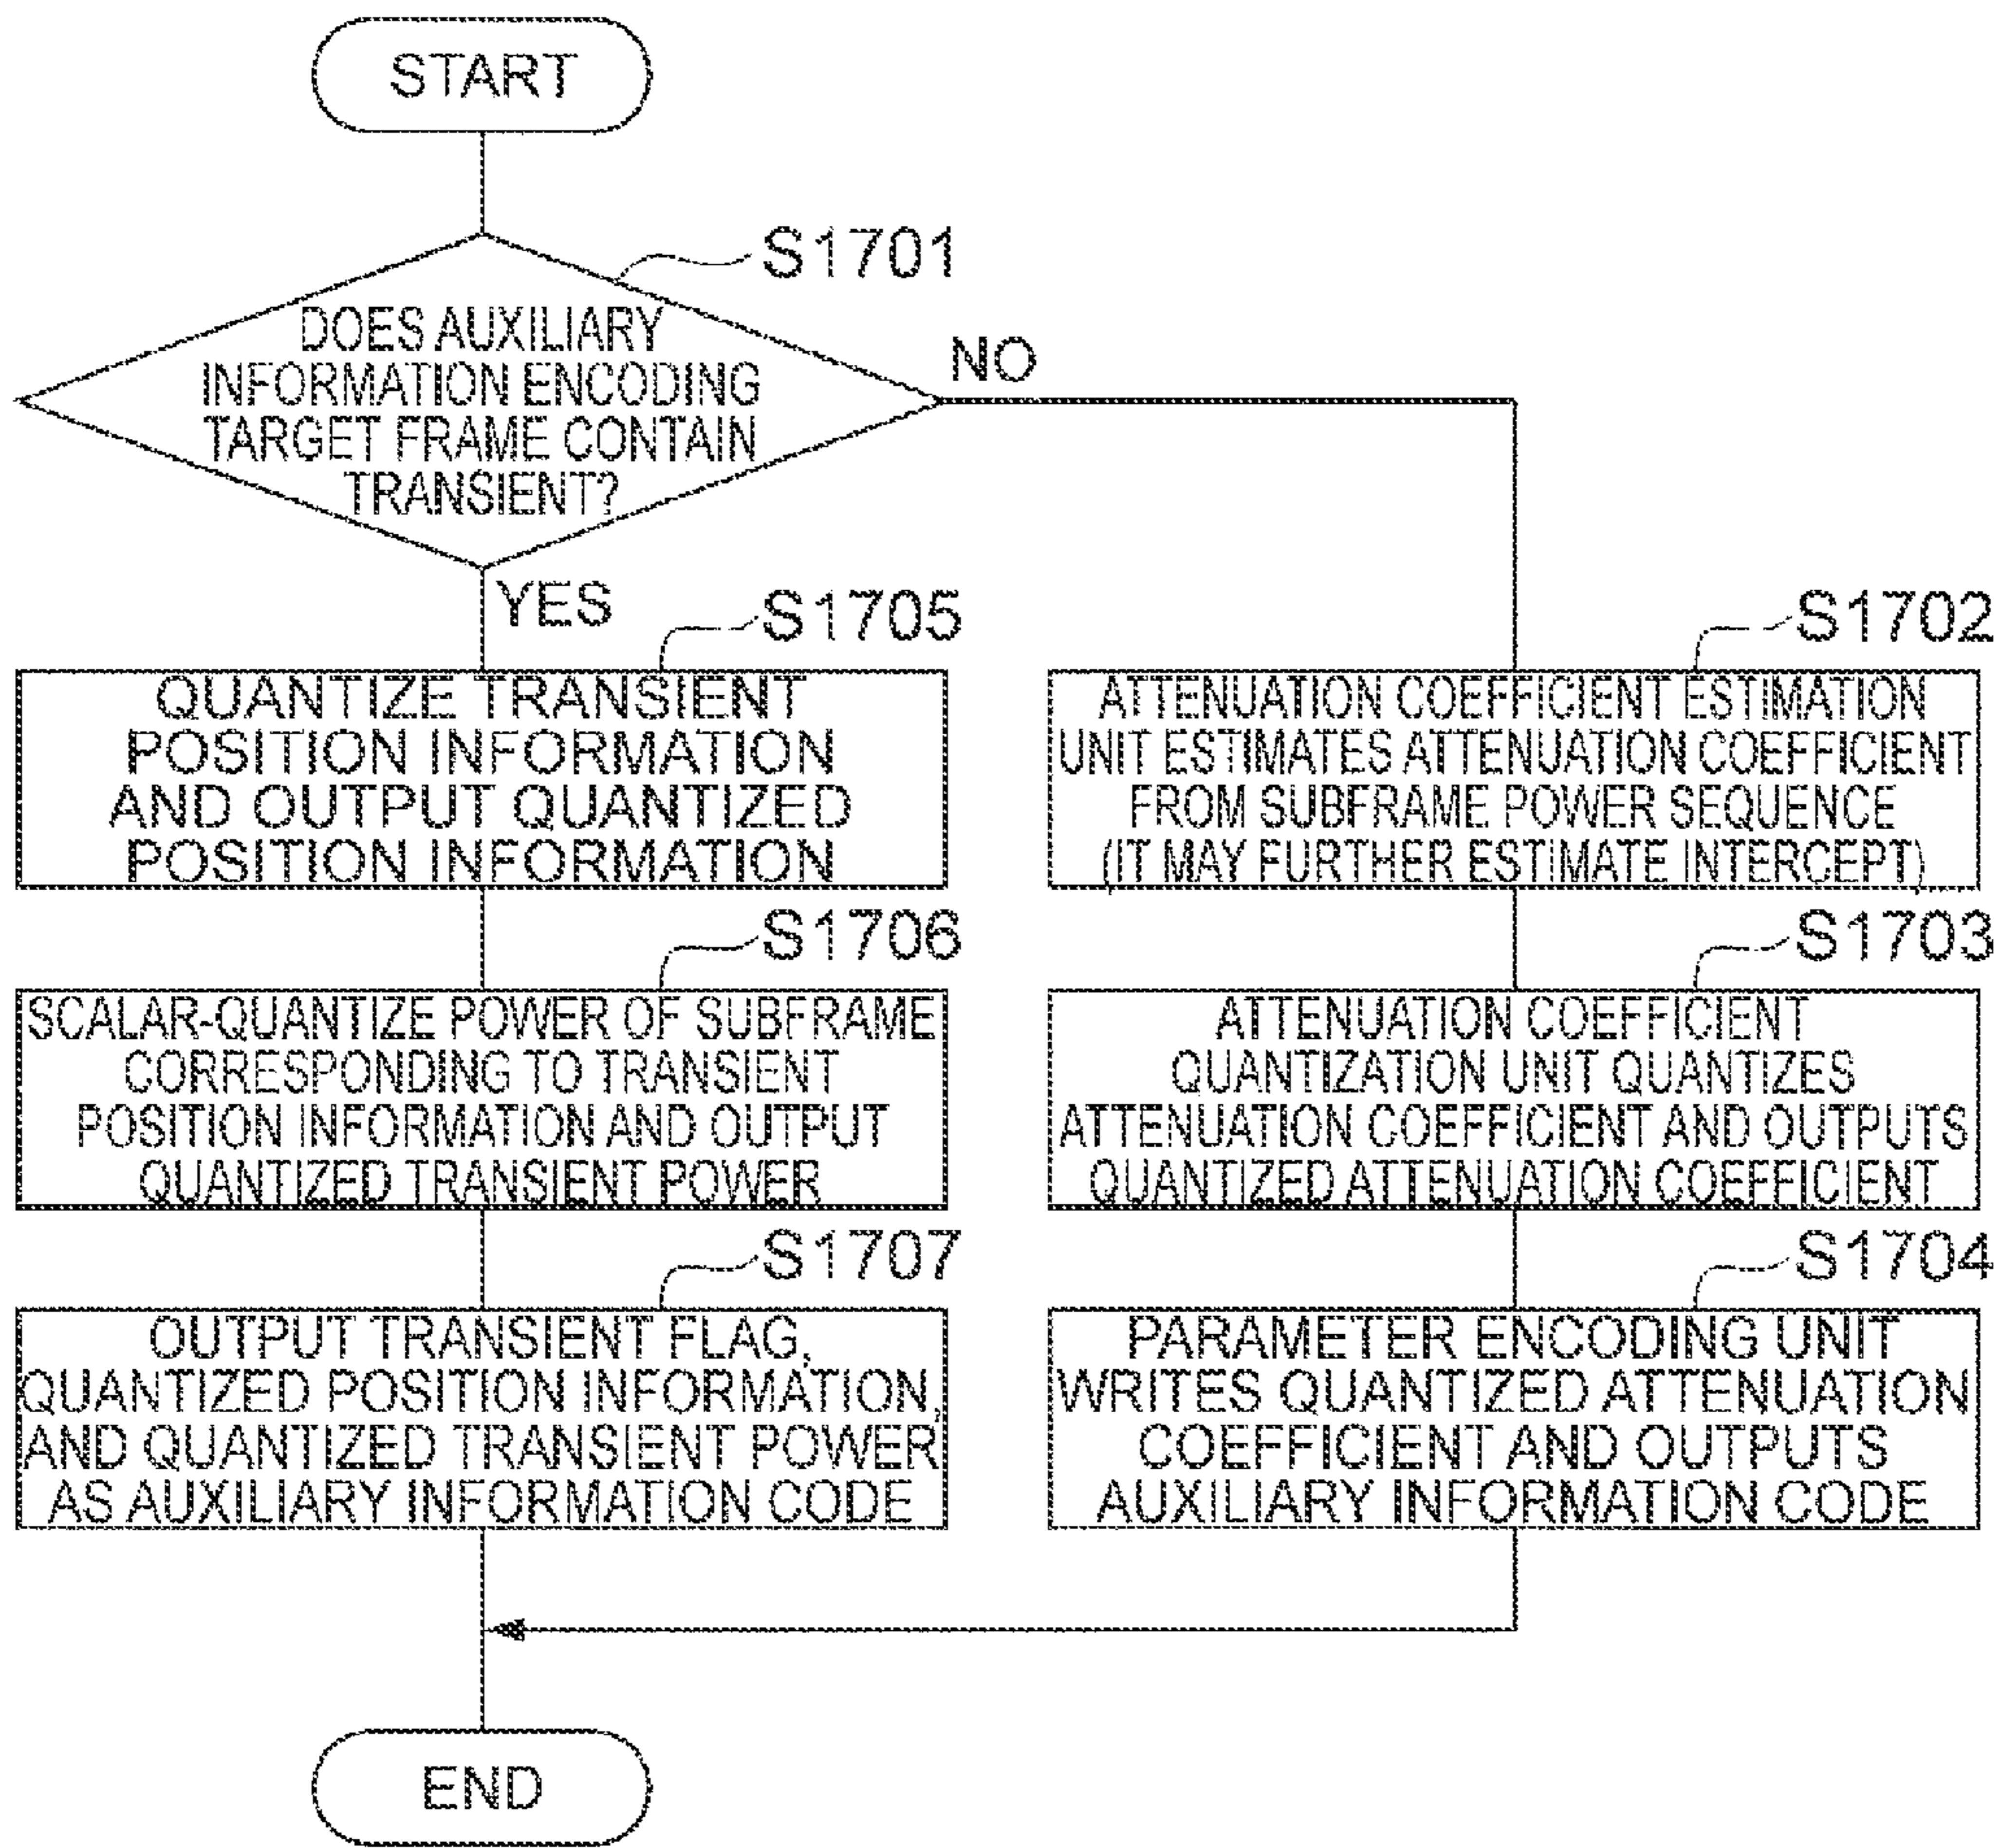 START
S1701
DOES AUXILIARY
INFORMATION ENCODING
TARGET FRAME CONTAIN
TRANSIENT?
NO
YES
S1705
QUANTIZE TRANSIENT
POSITION INFORMATION
AND OUTPUT QUANTIZED
POSITION INFORMATION
S1706
SCALAR-QUANTIZE POWER OF SUBFRAME
CORRESPONDING TO TRANSIENT
POSITION INFORMATION AND OUTPUT
QUANTIZED TRANSIENT POWER
S1707
OUTPUT TRANSIENT FLAG,
QUANTIZED POSITION INFORMATION,
AND QUANTIZED TRANSIENT POWER
AS AUXILIARY INFORMATION CODE
S1702
ATTENUATION COEFFICIENT ESTIMATION
UNIT ESTIMATES ATTENUATION COEFFICIENT
FROM SUBFRAME POWER SEQUENCE
(IT MAY FURTHER ESTIMATE INTERCEPT)
S1703
ATTENUATION COEFFICIENT
QUANTIZATION UNIT QUANTIZES
ATTENUATION COEFFICIENT AND OUTPUTS
QUANTIZED ATTENUATION COEFFICIENT
S1704
PARAMETER ENCODING UNIT
WRITES QUANTIZED ATTENUATION
COEFFICIENT AND OUTPUTS
AUXILIARY INFORMATION CODE
END